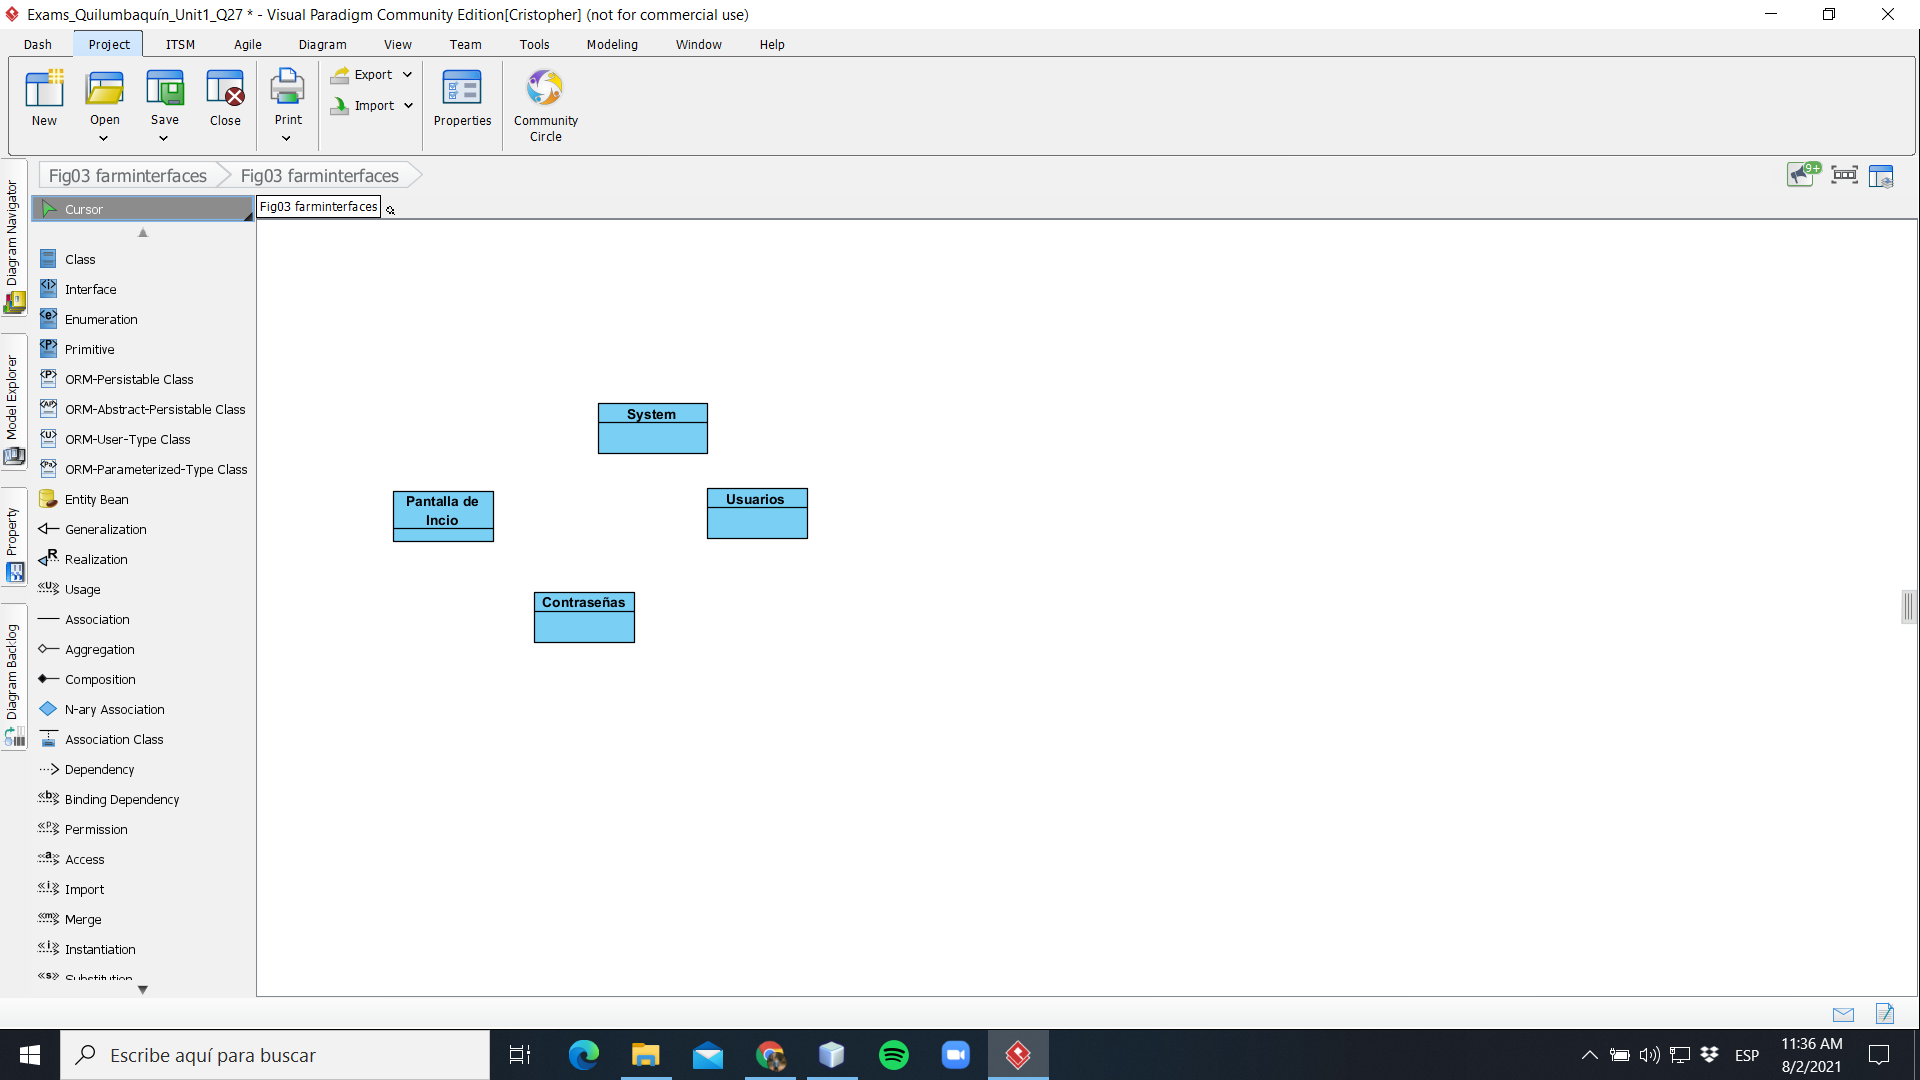 Exams_Quilumbaquín_Unit1_Q27 * - Visual Paradigm Community Edition[Cristopher] (not for commercial use)
Dash Project ITSM Agile Diagram View Team Tools Modeling Window Help
New
Open
Save
Close
Print
Export
Import
Properties
Community
Circle
Fig03 farminterfaces Fig03 farminterfaces
9+
Diagram Navigator
Model Explorer
Property
Diagram Backlog
Cursor
Fig03 farminterfaces
Class
Interface
Enumeration
Primitive
ORM-Persistable Class
ORM-Abstract-Persistable Class
ORM-User-Type Class
ORM-Parameterized-Type Class
Entity Bean
Generalization
Realization
Usage
Association
Aggregation
Composition
N-ary Association
Association Class
Dependency
Binding Dependency
Permission
Access
Import
Merge
Instantiation
Substitution
System
Pantalla de
Incio
Usuarios
Contraseñas
Escribe aquí para buscar
ESP
11:36 AM
8/2/2021